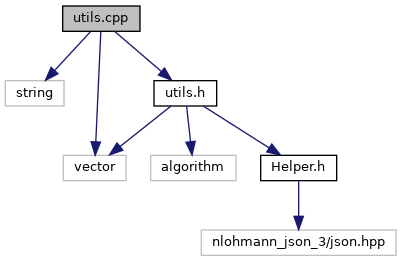 utils.cpp
string
utils.h
vector
algorithm
Helper.h
nlohmann_json_3/json.hpp